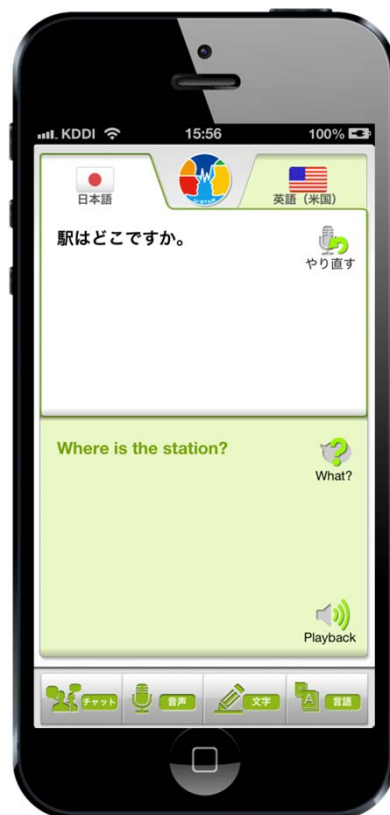 KDDI 15:56 100%
日本語 英語（米国）
駅はどこですか。
やり直す
Where is the station?
What?
Playback
チャット 音声 文字 言語